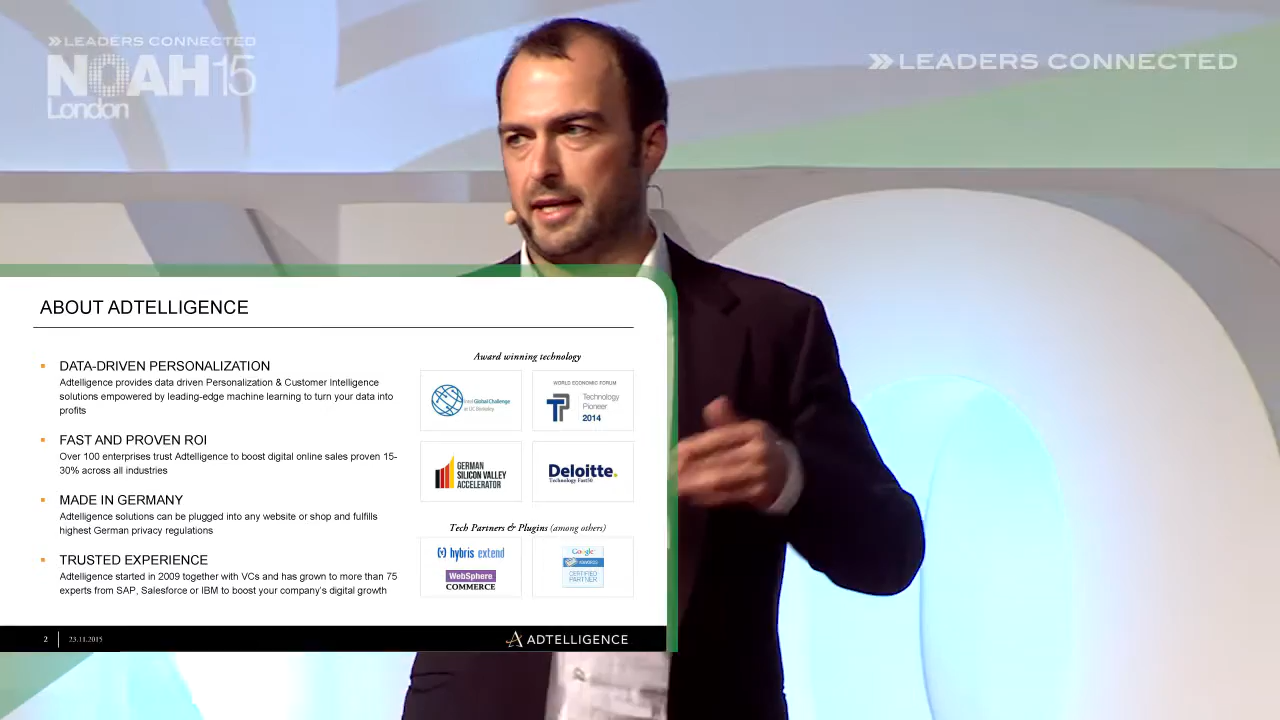 LEADERS CONNECTED
NOAH15
London
LEADERS CONNECTED
ABOUT ADTELLIGENCE
DATA-DRIVEN PERSONALIZATION
Adtelligence provides data driven Personalization & Customer Intelligence
solutions empowered by leading-edge machine learning to turn your data into
profits
FAST AND PROVEN ROI
Over 100 enterprises trust Adtelligence to boost digital online sales proven 15-
30% across all industries
MADE IN GERMANY
Adtelligence solutions can be plugged into any website or shop and fulfills
highest German privacy regulations
TRUSTED EXPERIENCE
Adtelligence started in 2009 together with VCs and has grown to more than 75
experts from SAP, Salesforce or IBM to boost your company's digital growth
Award winning technology
Intel Global Challenge
at UC Berkeley
WORLD ECONOMIC FORUM
Technology
Pioneer
2014
GERMAN
SILICON VALLEY
ACCELERATOR
Deloitte.
Technology Fast50
Tech Partners & Plugins (among others)
hybris extend
WebSphere
COMMERCE
Google
CERTIFIED
PARTNER
2 23.11.2015
ADTELLIGENCE